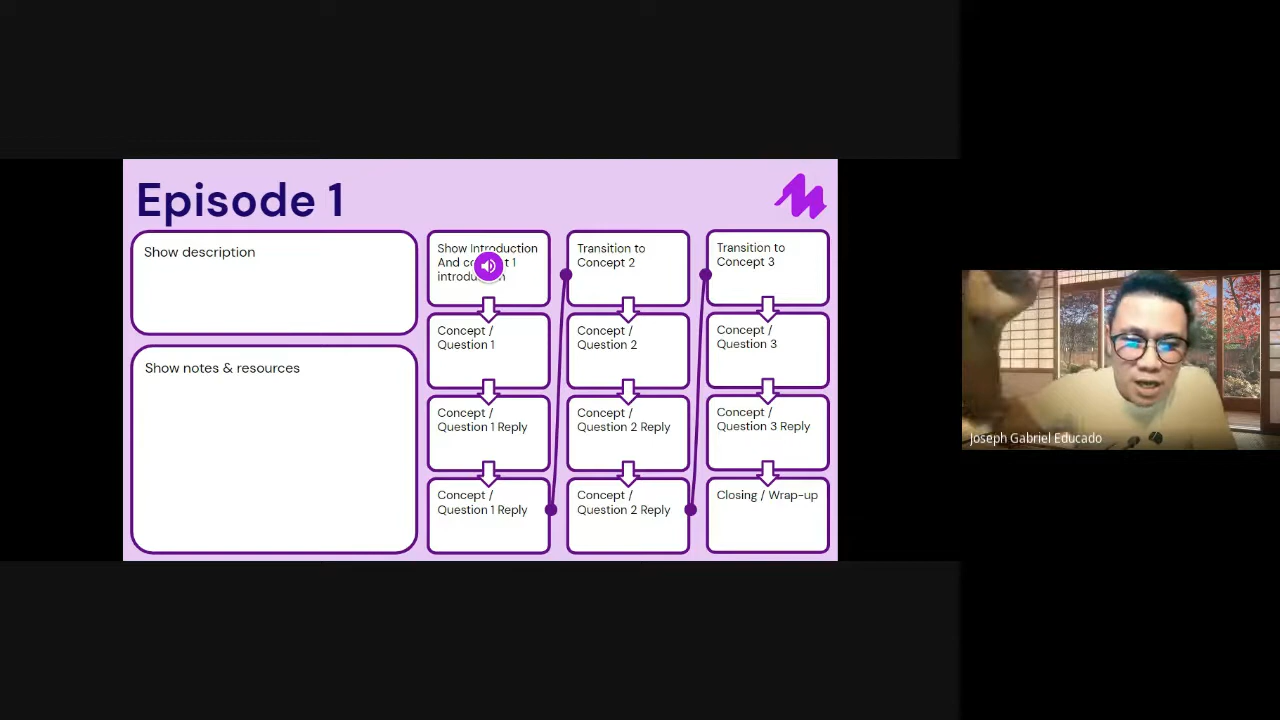 Episode 1
Show description
Show notes & resources
Show Introduction
And 1
Concept /
Question 1
Concept /
Question 1 Reply
Concept /
Question 1 Reply
Transition to
Concept 2
Concept /
Question 2
Concept /
Question 2 Reply
Concept /
Question 2 Reply
Transition to
Concept 3
Concept /
Question 3
Concept /
Question 3 Reply
Closing / Wrap-up
Joseph Gabriel Educado